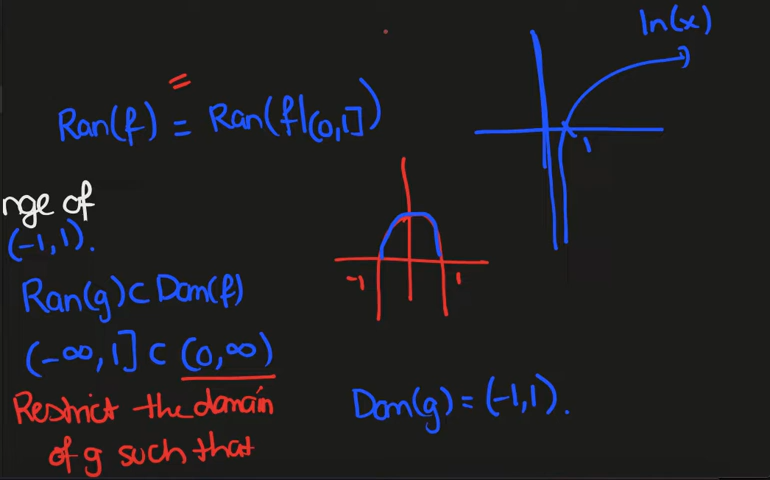 ln(x)
=
Ran(f) = Ran(f|(0,1])
1
nge of
(-1,1).
-1 1
Ran(g)⊂Dom(f)
(-∞,1]⊂(0,∞)
Restrict the domain
of g such that
Dom(g)=(-1,1).